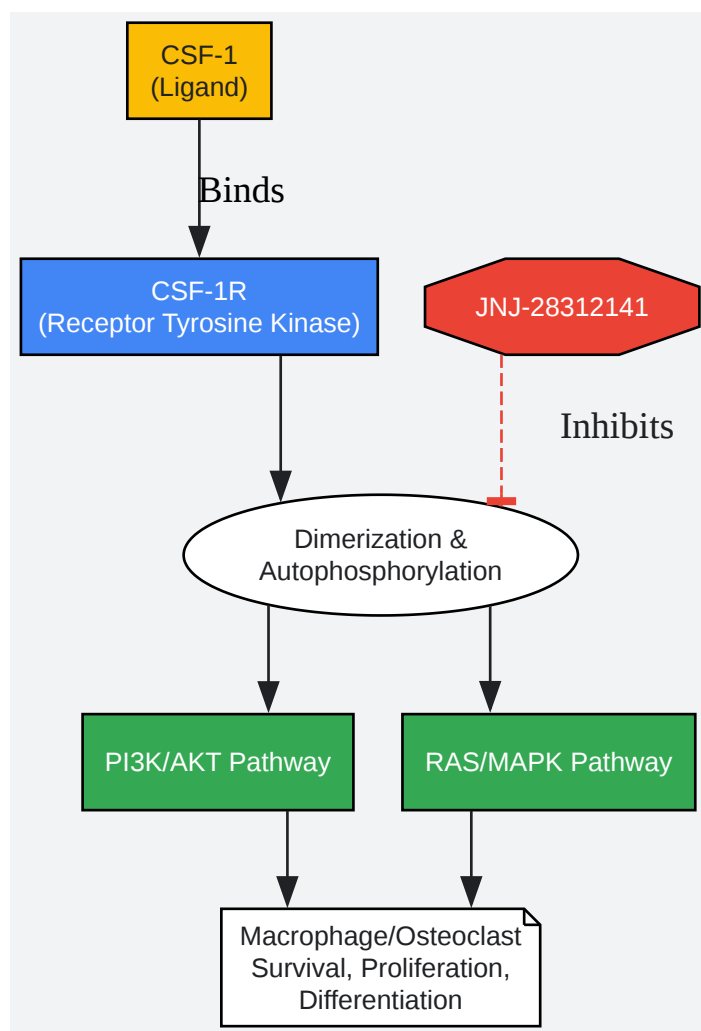 CSF-1
(Ligand)
Binds
CSF-1R
(Receptor Tyrosine Kinase)
JNJ-28312141
Inhibits
Dimerization &
Autophosphorylation
PI3K/AKT Pathway
RAS/MAPK Pathway
Macrophage/Osteoclast
Survival, Proliferation,
Differentiation